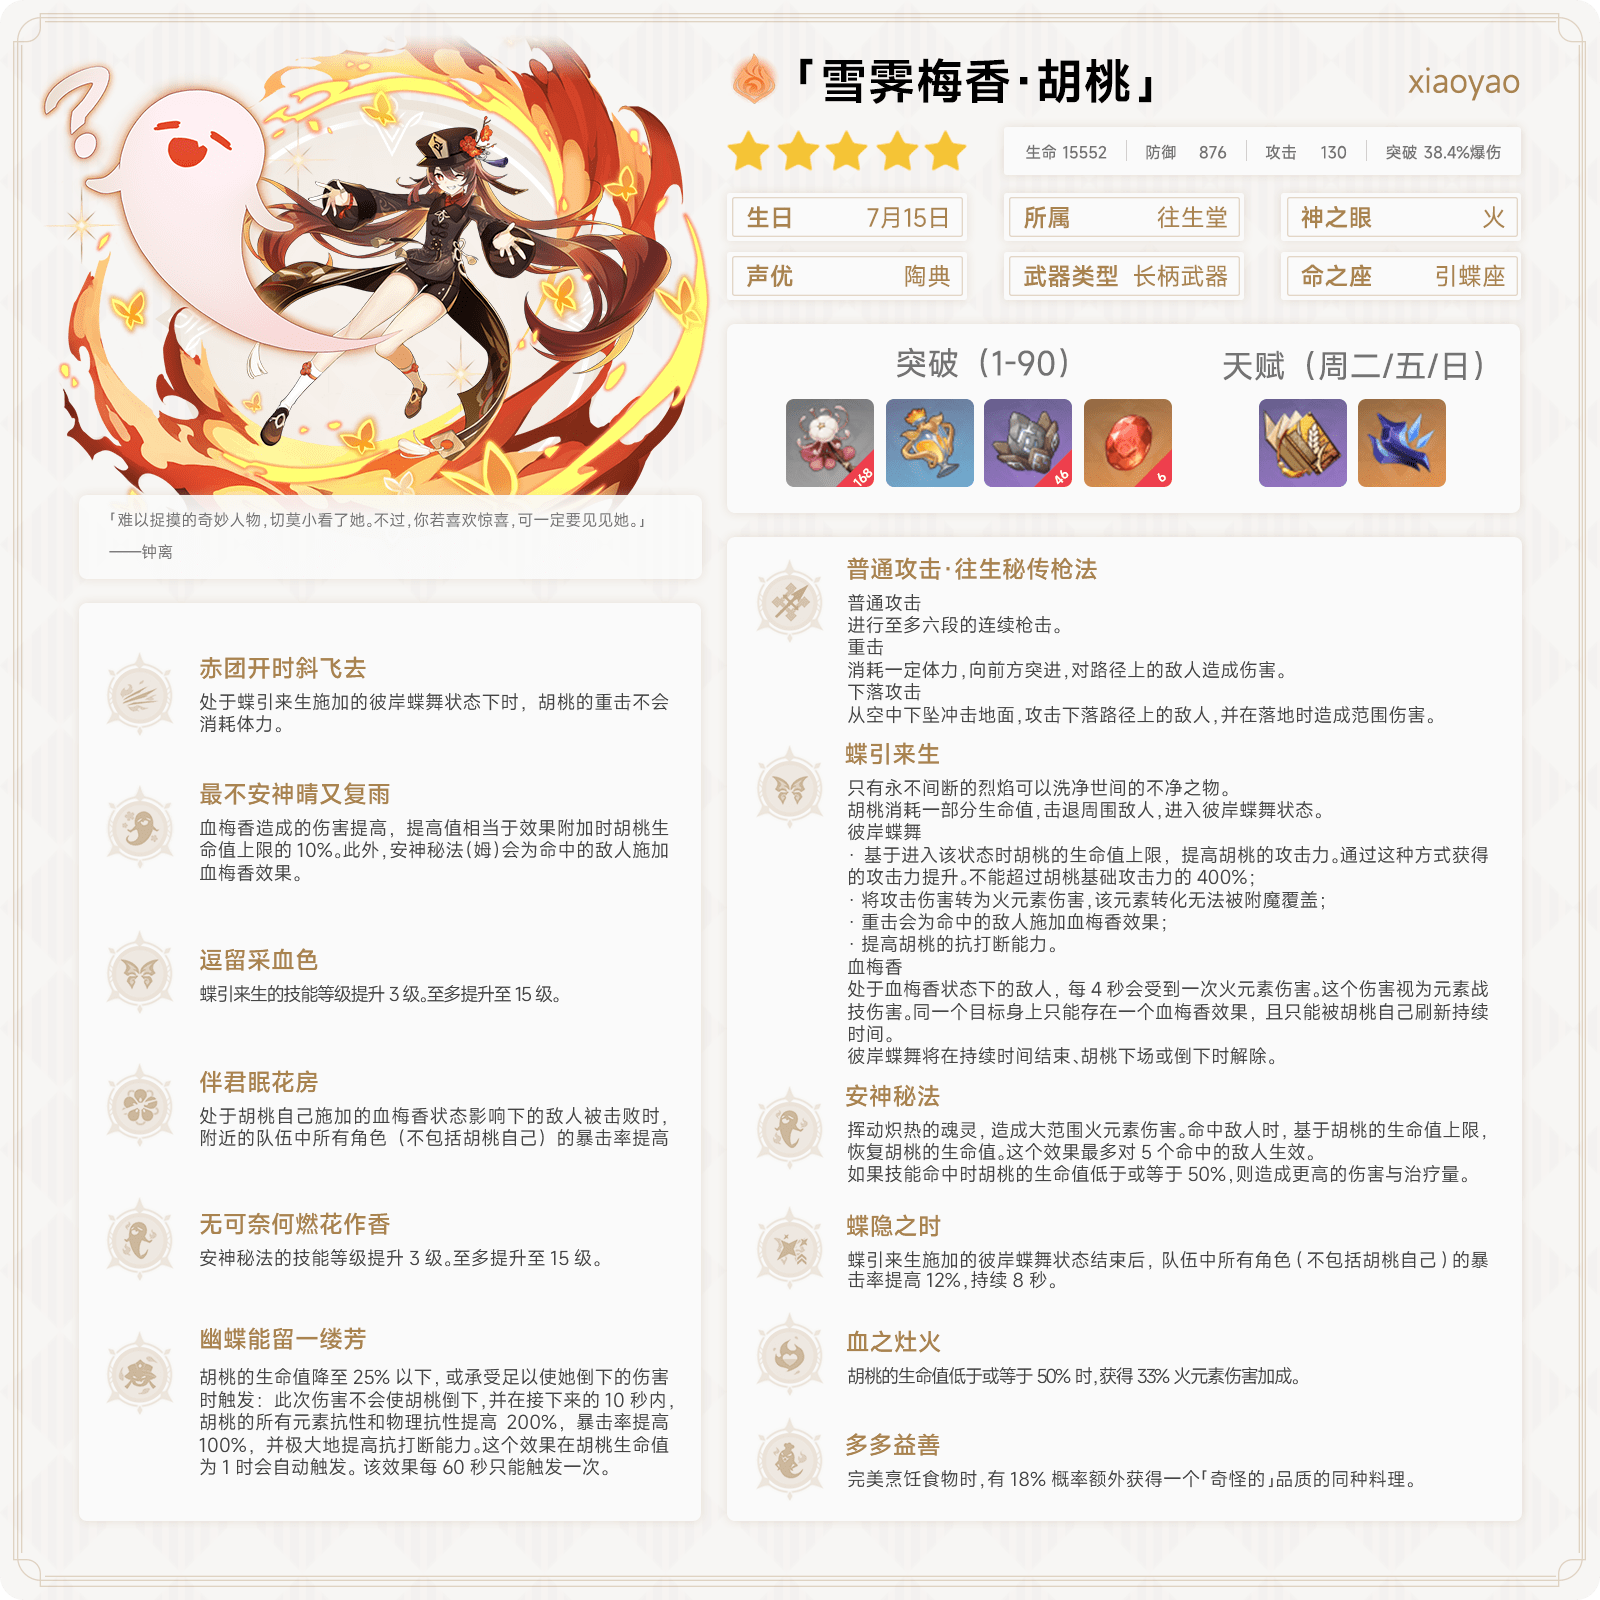 「雪霁梅香·胡桃」
xiaoyao
生命 15552 防御 876 攻击 130 突破 38.4%爆伤
生日 7月15日 所属 往生堂 神之眼 火
声优 陶典 武器类型 长柄武器 命之座 引蝶座
突破（1-90） 天赋（周二/五/日）
168 46 6
「难以捉摸的奇妙人物,切莫小看了她。不过,你若喜欢惊喜,可一定要见见她。」
——钟离
赤团开时斜飞去
处于蝶引来生施加的彼岸蝶舞状态下时，胡桃的重击不会
消耗体力。
最不安神晴又复雨
血梅香造成的伤害提高，提高值相当于效果附加时胡桃生
命值上限的 10%。此外,安神秘法(姆)会为命中的敌人施加
血梅香效果。
逗留采血色
蝶引来生的技能等级提升 3 级。至多提升至 15 级。
伴君眠花房
处于胡桃自己施加的血梅香状态影响下的敌人被击败时,
附近的队伍中所有角色（不包括胡桃自己）的暴击率提高
无可奈何燃花作香
安神秘法的技能等级提升 3 级。至多提升至 15 级。
幽蝶能留一缕芳
胡桃的生命值降至 25% 以下, 或承受足以使她倒下的伤害
时触发：此次伤害不会使胡桃倒下,并在接下来的 10 秒内,
胡桃的所有元素抗性和物理抗性提高 200%，暴击率提高
100%，并极大地提高抗打断能力。这个效果在胡桃生命值
为 1 时会自动触发。该效果每 60 秒只能触发一次。
普通攻击·往生秘传枪法
普通攻击
进行至多六段的连续枪击。
重击
消耗一定体力,向前方突进,对路径上的敌人造成伤害。
下落攻击
从空中下坠冲击地面,攻击下落路径上的敌人,并在落地时造成范围伤害。
蝶引来生
只有永不间断的烈焰可以洗净世间的不净之物。
胡桃消耗一部分生命值,击退周围敌人,进入彼岸蝶舞状态。
彼岸蝶舞
· 基于进入该状态时胡桃的生命值上限，提高胡桃的攻击力。通过这种方式获得
的攻击力提升。不能超过胡桃基础攻击力的 400%;
· 将攻击伤害转为火元素伤害,该元素转化无法被附魔覆盖;
· 重击会为命中的敌人施加血梅香效果;
· 提高胡桃的抗打断能力。
血梅香
处于血梅香状态下的敌人，每 4 秒会受到一次火元素伤害。这个伤害视为元素战
技伤害。同一个目标身上只能存在一个血梅香效果，且只能被胡桃自己刷新持续
时间。
彼岸蝶舞将在持续时间结束、胡桃下场或倒下时解除。
安神秘法
挥动炽热的魂灵, 造成大范围火元素伤害。命中敌人时, 基于胡桃的生命值上限,
恢复胡桃的生命值。这个效果最多对 5 个命中的敌人生效。
如果技能命中时胡桃的生命值低于或等于 50%,则造成更高的伤害与治疗量。
蝶隐之时
蝶引来生施加的彼岸蝶舞状态结束后，队伍中所有角色 ( 不包括胡桃自己 ) 的暴
击率提高 12%,持续 8 秒。
血之灶火
胡桃的生命值低于或等于 50% 时,获得 33% 火元素伤害加成。
多多益善
完美烹饪食物时,有 18% 概率额外获得一个「奇怪的」品质的同种料理。